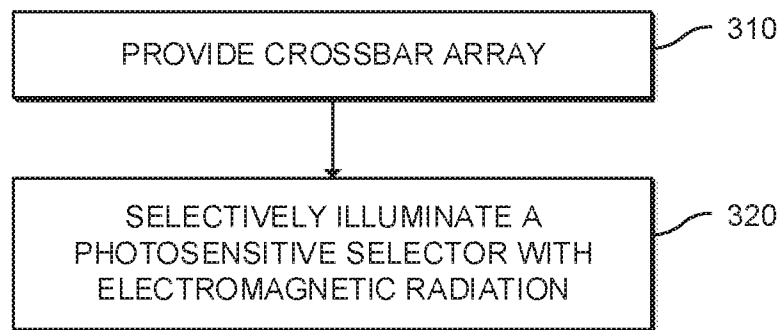 PROVIDE CROSSBAR ARRAY
310
SELECTIVELY ILLUMINATE A
PHOTOSENSITIVE SELECTOR WITH
ELECTROMAGNETIC RADIATION
320